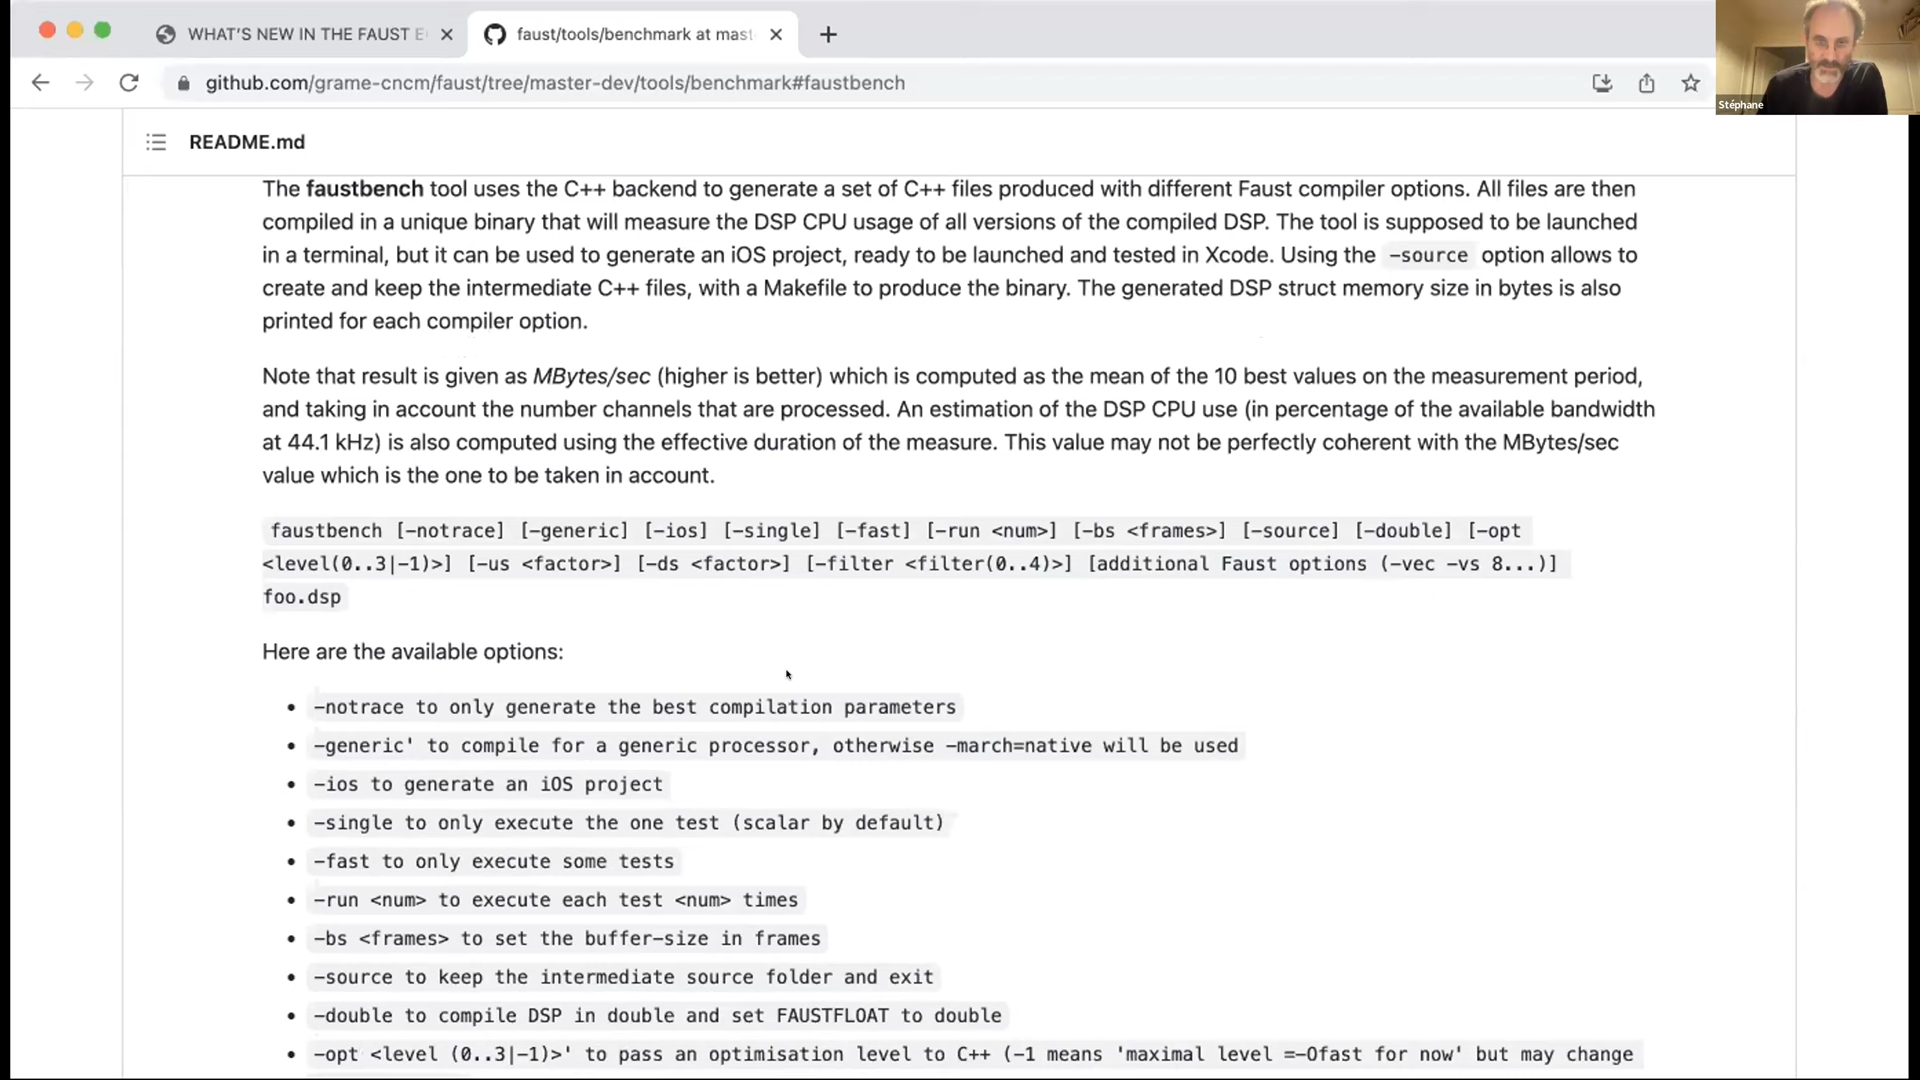 WHAT'S NEW IN THE FAUST E
faust/tools/benchmark at mast
github.com/grame-cncm/faust/tree/master-dev/tools/benchmark#faustbench
Stéphane
README.md
The faustbench tool uses the C++ backend to generate a set of C++ files produced with different Faust compiler options. All files are then
compiled in a unique binary that will measure the DSP CPU usage of all versions of the compiled DSP. The tool is supposed to be launched
in a terminal, but it can be used to generate an iOS project, ready to be launched and tested in Xcode. Using the -source option allows to
create and keep the intermediate C++ files, with a Makefile to produce the binary. The generated DSP struct memory size in bytes is also
printed for each compiler option.
Note that result is given as MBytes/sec (higher is better) which is computed as the mean of the 10 best values on the measurement period,
and taking in account the number channels that are processed. An estimation of the DSP CPU use (in percentage of the available bandwidth
at 44.1 kHz) is also computed using the effective duration of the measure. This value may not be perfectly coherent with the MBytes/sec
value which is the one to be taken in account.
faustbench [-notrace] [-generic] [-ios] [-single] [-fast] [-run <num>] [-bs <frames>] [-source] [-double] [-opt
<level(0..3|-1)>] [-us <factor>] [-ds <factor>] [-filter <filter(0..4)>] [additional Faust options (-vec -vs 8...)]
foo.dsp
Here are the available options:
• -notrace to only generate the best compilation parameters
• -generic' to compile for a generic processor, otherwise -march=native will be used
• -ios to generate an iOS project
• -single to only execute the one test (scalar by default)
• -fast to only execute some tests
• -run <num> to execute each test <num> times
• -bs <frames> to set the buffer-size in frames
• -source to keep the intermediate source folder and exit
• -double to compile DSP in double and set FAUSTFLOAT to double
• -opt <level (0..3|-1)>' to pass an optimisation level to C++ (-1 means 'maximal level =-Ofast for now' but may change